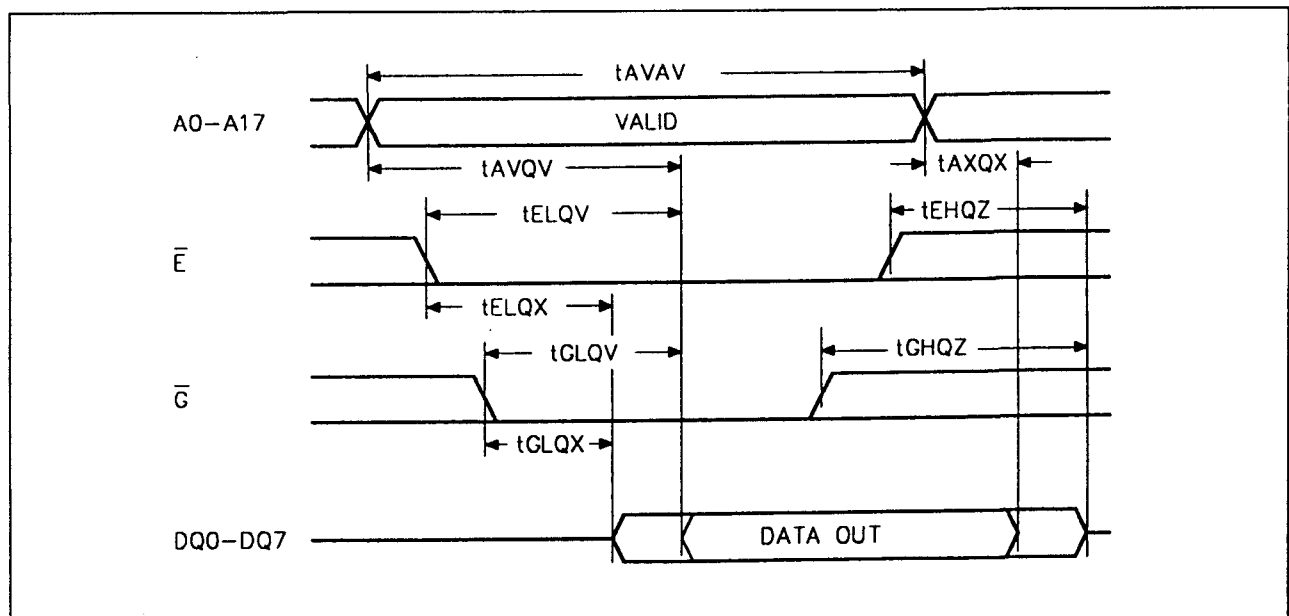 tAVAV
A0-A17
VALID
tAVQV
tAXQX
tELQV
tEHQZ
E̅
tELQX
tGLQV
tGHQZ
G̅
tGLQX
DQ0-DQ7
DATA OUT